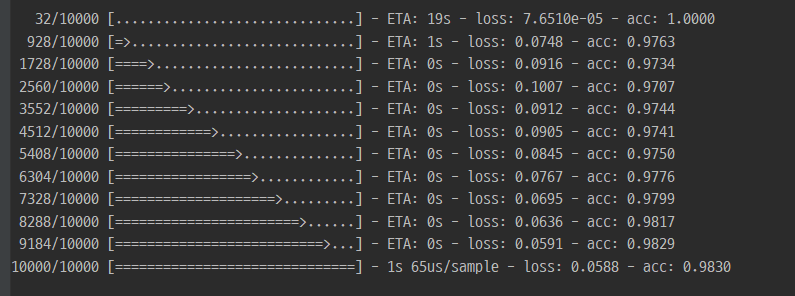 32/10000 [..............................] - ETA: 19s - loss: 7.6510e-05 - acc: 1.0000
928/10000 [=>............................] - ETA: 1s - loss: 0.0748 - acc: 0.9763
1728/10000 [====>.........................] - ETA: 0s - loss: 0.0916 - acc: 0.9734
2560/10000 [======>.......................] - ETA: 0s - loss: 0.1007 - acc: 0.9707
3552/10000 [=========>....................] - ETA: 0s - loss: 0.0912 - acc: 0.9744
4512/10000 [============>.................] - ETA: 0s - loss: 0.0905 - acc: 0.9741
5408/10000 [===============>..............] - ETA: 0s - loss: 0.0845 - acc: 0.9750
6304/10000 [=================>............] - ETA: 0s - loss: 0.0767 - acc: 0.9776
7328/10000 [====================>.........] - ETA: 0s - loss: 0.0695 - acc: 0.9799
8288/10000 [=======================>......] - ETA: 0s - loss: 0.0636 - acc: 0.9817
9184/10000 [==========================>...] - ETA: 0s - loss: 0.0591 - acc: 0.9829
10000/10000 [==============================] - 1s 65us/sample - loss: 0.0588 - acc: 0.9830